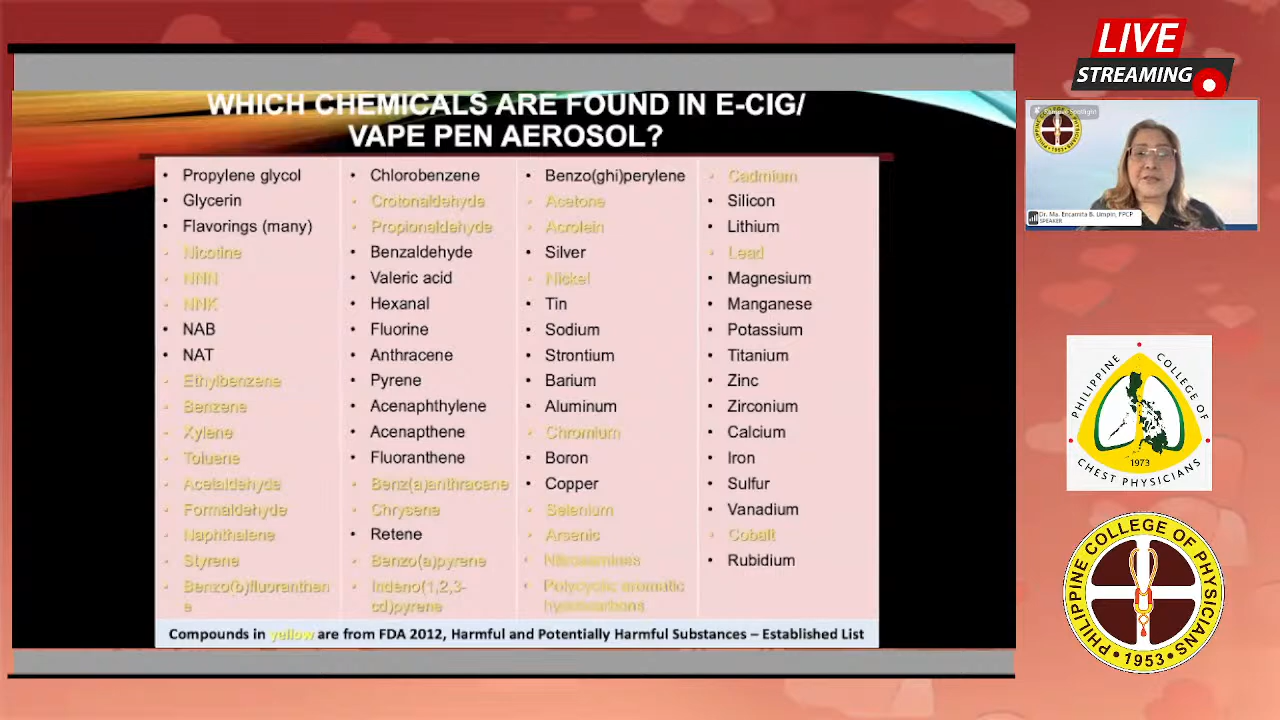 LIVE
STREAMING
WHICH CHEMICALS ARE FOUND IN E-CIG/
VAPE PEN AEROSOL?
• Propylene glycol
• Glycerin
• Flavorings (many)
• Nicotine
• NNN
• NNK
• NAB
• NAT
• Ethylbenzene
• Benzene
• Xylene
• Toluene
• Acetaldehyde
• Formaldehyde
• Naphthalene
• Styrene
• Benzo(b)fluoranthen
e
• Chlorobenzene
• Crotonaldehyde
• Propionaldehyde
• Benzaldehyde
• Valeric acid
• Hexanal
• Fluorine
• Anthracene
• Pyrene
• Acenaphthylene
• Acenapthene
• Fluoranthene
• Benz(a)anthracene
• Chrysene
• Retene
• Benzo(a)pyrene
• Indeno(1,2,3-
cd)pyrene
• Benzo(ghi)perylene
• Acetone
• Acrolein
• Silver
• Nickel
• Tin
• Sodium
• Strontium
• Barium
• Aluminum
• Chromium
• Boron
• Copper
• Selenium
• Arsenic
• Nitrosamines
• Polycyclic aromatic
hydrocarbons
• Cadmium
• Silicon
• Lithium
• Lead
• Magnesium
• Manganese
• Potassium
• Titanium
• Zinc
• Zirconium
• Calcium
• Iron
• Sulfur
• Vanadium
• Cobalt
• Rubidium
Compounds in yellow are from FDA 2012, Harmful and Potentially Harmful Substances – Established List
Dr. Ma. Encarnita B. Limpin, FPCP
SPEAKER
PHILIPPINE COLLEGE OF
CHEST PHYSICIANS
1973
PHILIPPINE COLLEGE OF PHYSICIANS
• 1953 •